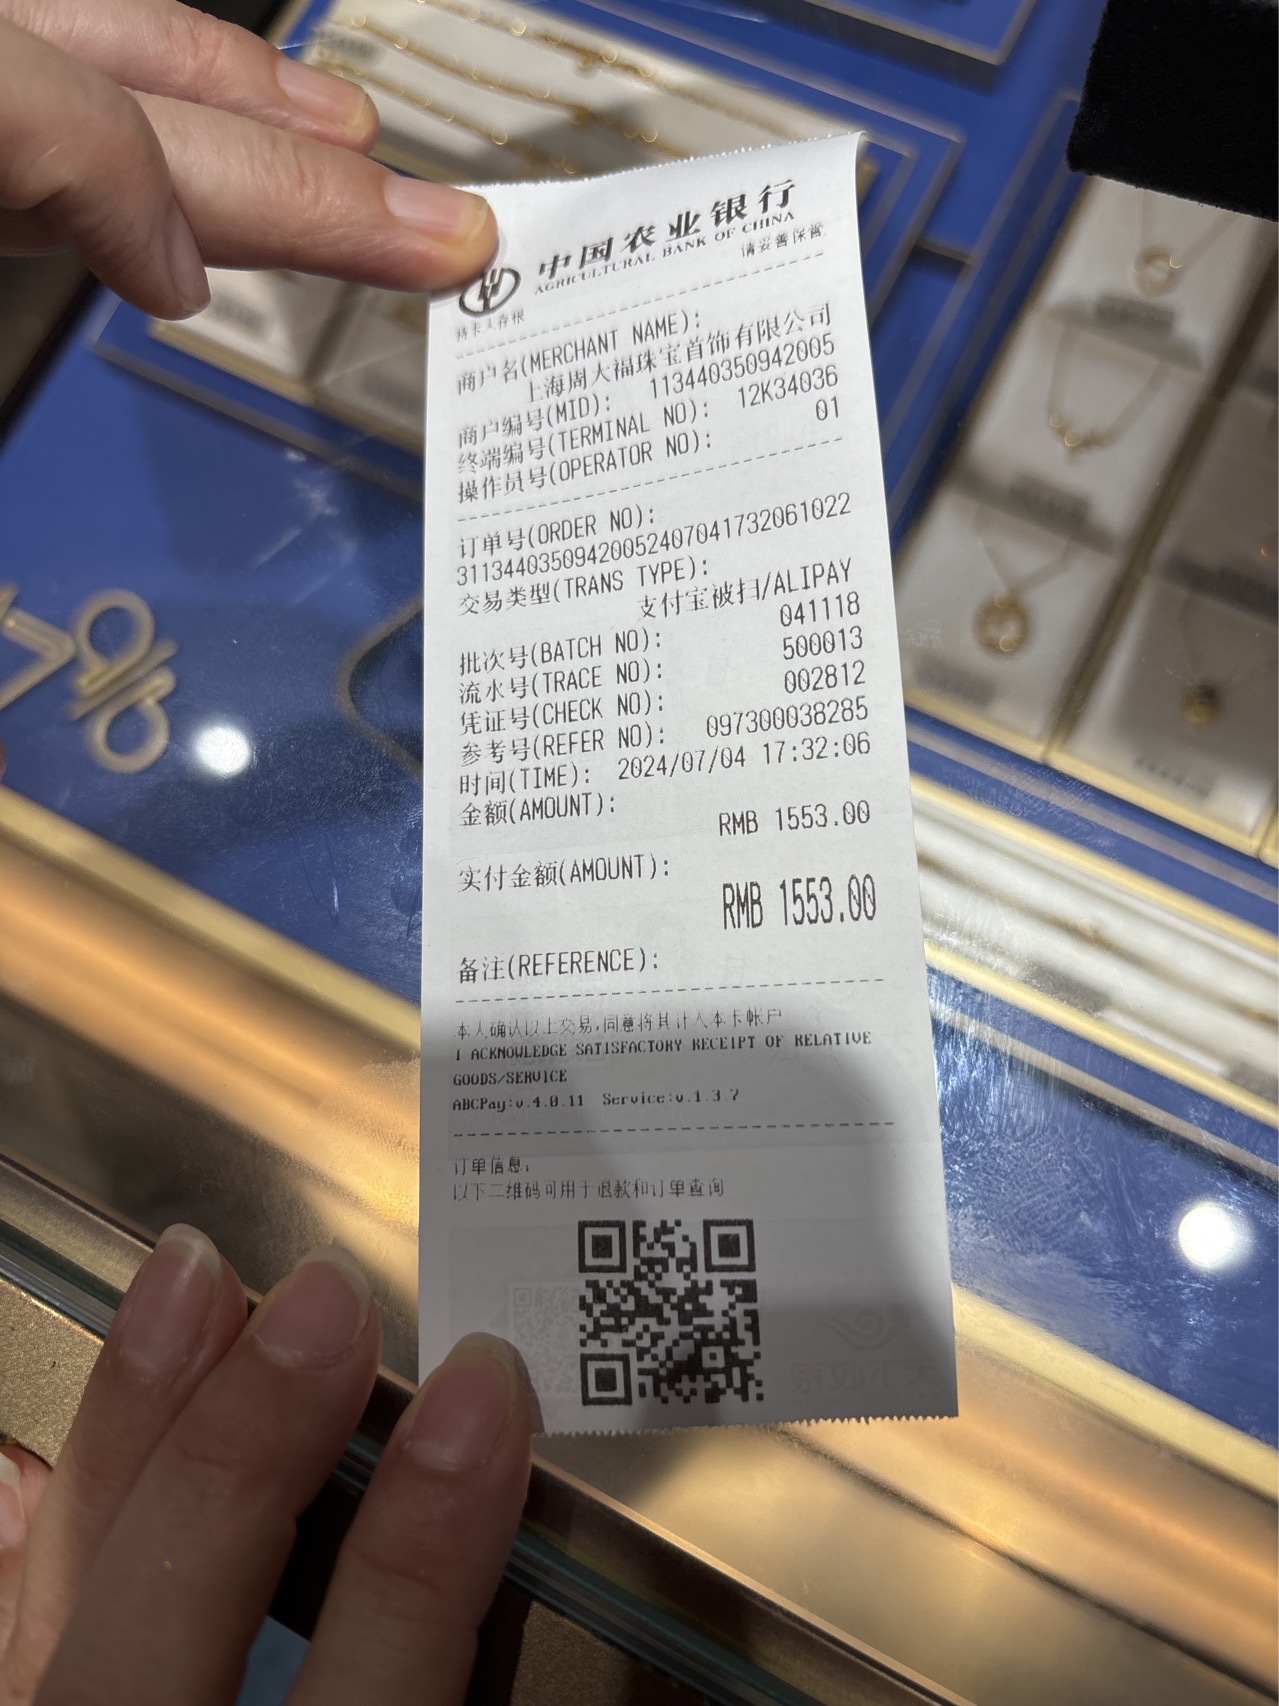 中国农业银行
AGRICULTURAL BANK OF CHINA
持卡人存根 请妥善保管
商户名(MERCHANT NAME):
上海周大福珠宝首饰有限公司
商户编号(MID): 113440350942005
终端编号(TERMINAL NO): 12K34036
操作员号(OPERATOR NO): 01
订单号(ORDER NO):
31134403509420052407041732061022
交易类型(TRANS TYPE):
支付宝被扫/ALIPAY
批次号(BATCH NO): 041118
流水号(TRACE NO): 500013
凭证号(CHECK NO): 002812
参考号(REFER NO): 097300038285
时间(TIME): 2024/07/04 17:32:06
金额(AMOUNT):
RMB 1553.00
实付金额(AMOUNT):
RMB 1553.00
备注(REFERENCE):
本人确认以上交易,同意将其计入本卡帐户
I ACKNOWLEDGE SATISFACTORY RECEIPT OF RELATIVE
GOODS/SERVICE
ABCPay:v.4.0.11 Service:v.1.3.7
订单信息:
以下二维码可用于退款和订单查询